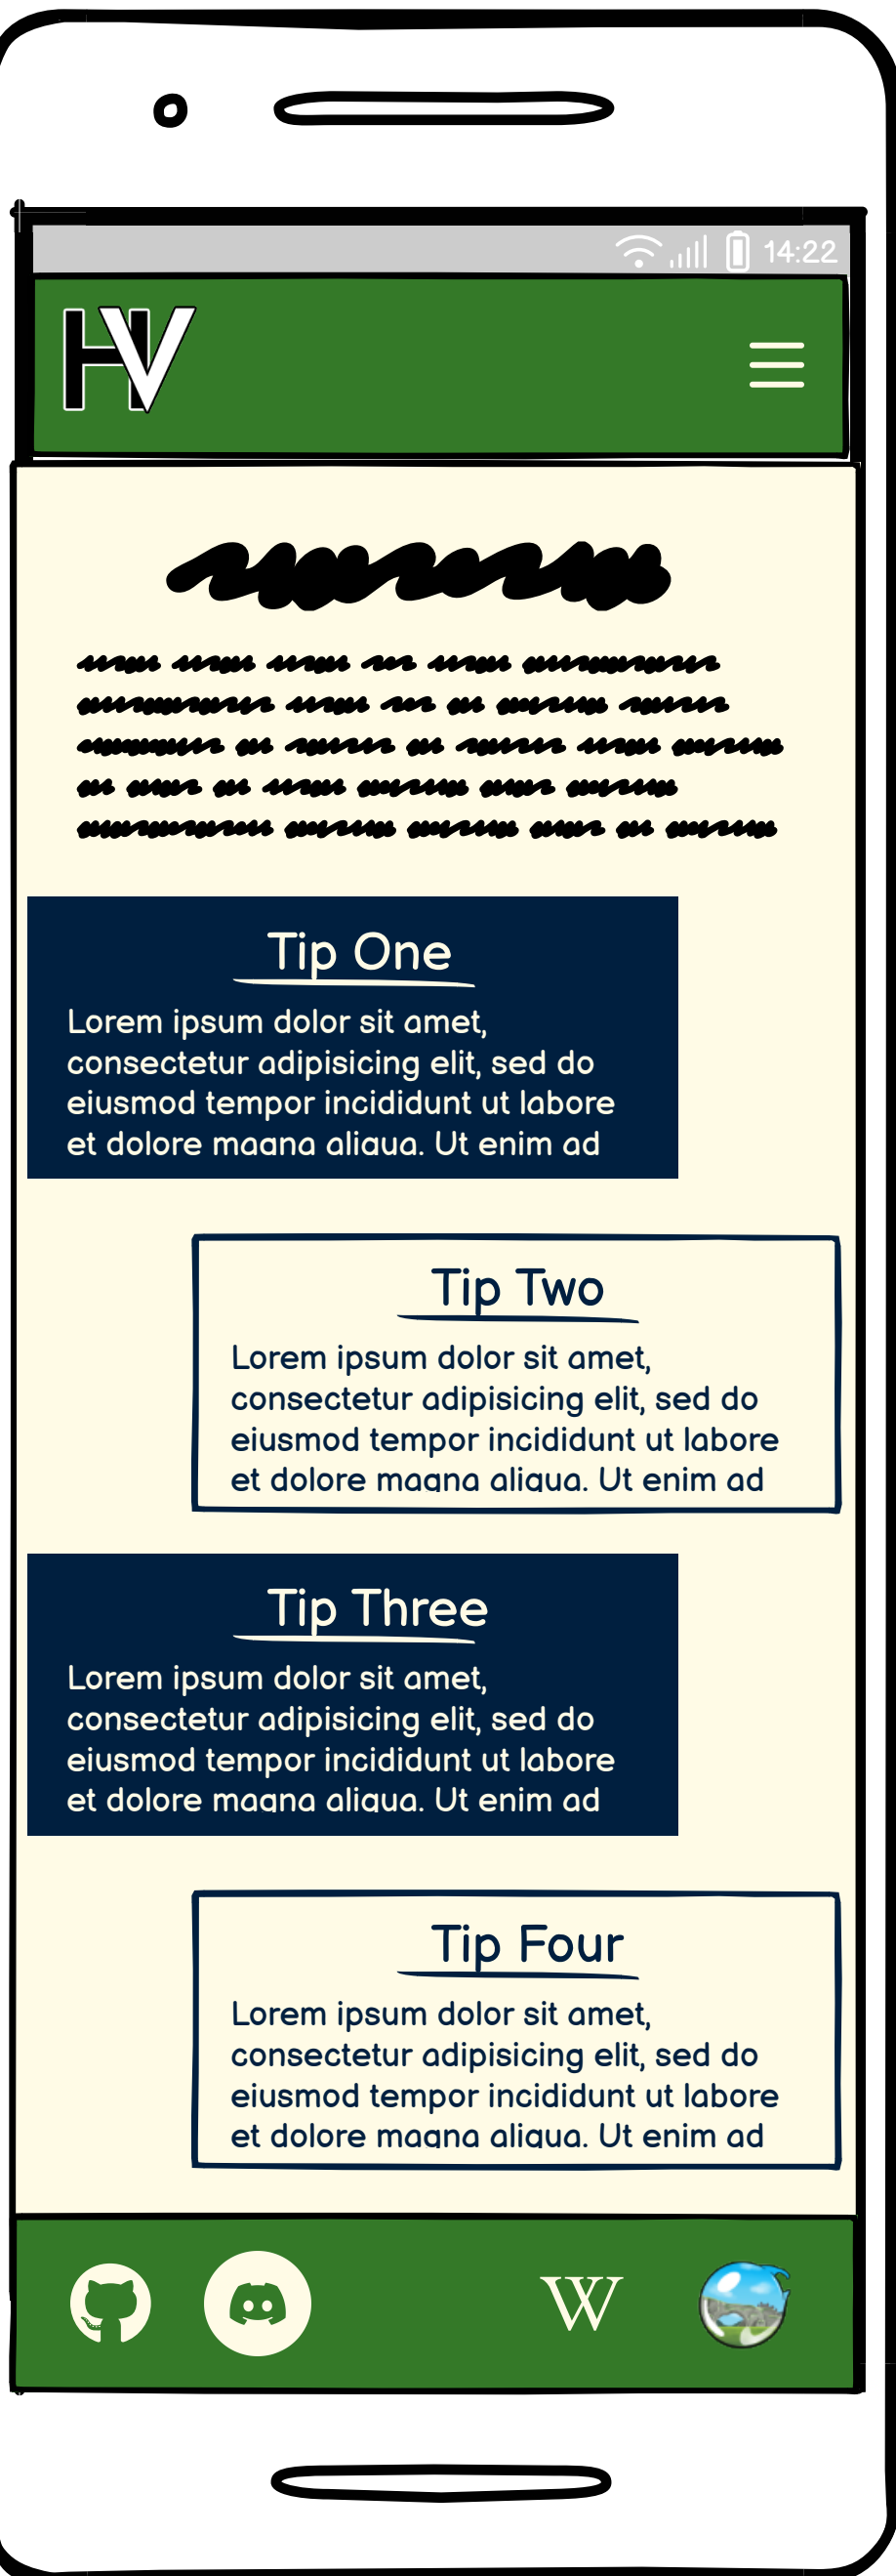 14:22
HV
Tip One
Lorem ipsum dolor sit amet,
consectetur adipisicing elit, sed do
eiusmod tempor incididunt ut labore
et dolore magna aliqua. Ut enim ad
Tip Two
Lorem ipsum dolor sit amet,
consectetur adipisicing elit, sed do
eiusmod tempor incididunt ut labore
et dolore magna aliqua. Ut enim ad
Tip Three
Lorem ipsum dolor sit amet,
consectetur adipisicing elit, sed do
eiusmod tempor incididunt ut labore
et dolore magna aliqua. Ut enim ad
Tip Four
Lorem ipsum dolor sit amet,
consectetur adipisicing elit, sed do
eiusmod tempor incididunt ut labore
et dolore magna aliqua. Ut enim ad
W